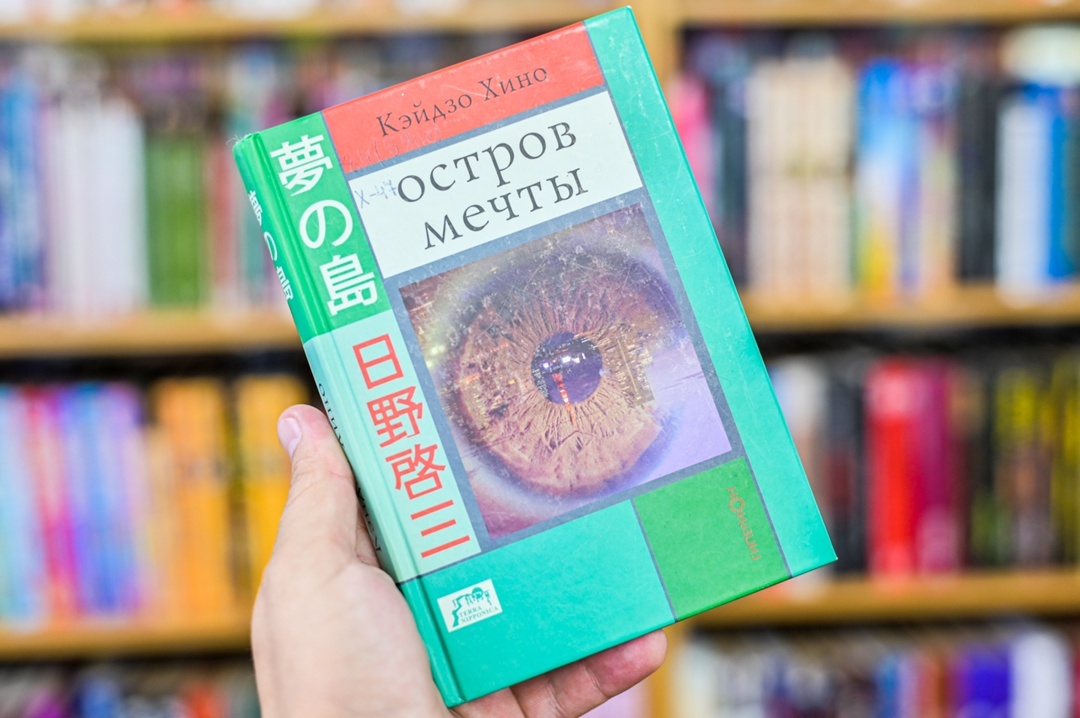 Кэйдзо Хино
остров
мечты
夢の島
日野啓三
TERRA
NIPPONICA